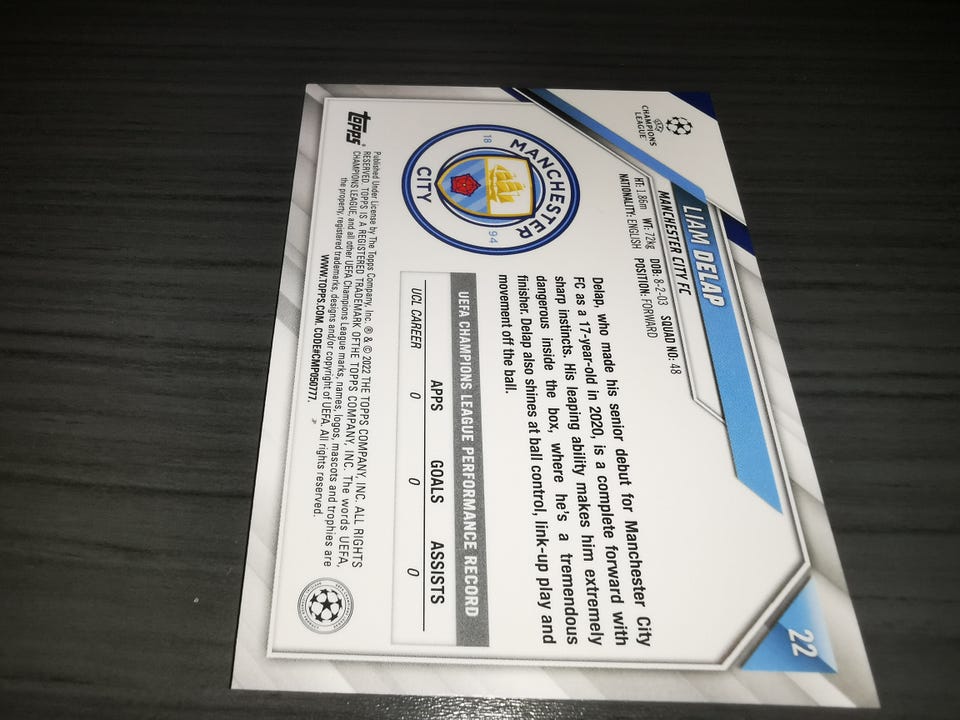 UEFA
CHAMPIONS
LEAGUE
LIAM DELAP
MANCHESTER CITY FC
HT: 1.86m WT: 72kg DOB: 8-2-03 SQUAD NO: 48
NATIONALITY: ENGLISH POSITION: FORWARD
22
MANCHESTER
18 94
CITY
Delap, who made his senior debut for Manchester City
FC as a 17-year-old in 2020, is a complete forward with
sharp instincts. His leaping ability makes him extremely
dangerous inside the box, where he's a tremendous
finisher. Delap also shines at ball control, link-up play and
movement off the ball.
UEFA CHAMPIONS LEAGUE PERFORMANCE RECORD
APPS GOALS ASSISTS
UCL CAREER 0 0 0
topps
Published Under License by The Topps Company, Inc. ® & © 2022 THE TOPPS COMPANY, INC. ALL RIGHTS
RESERVED. TOPPS IS A REGISTERED TRADEMARK OFTHE TOPPS COMPANY, INC. The words UEFA,
CHAMPIONS LEAGUE, and all other UEFA Champions League marks, names, logos, mascots and trophies are
the property, registered trademarks, designs and/or copyright of UEFA. All rights reserved.
WWW.TOPPS.COM. CODE#CMP050777.